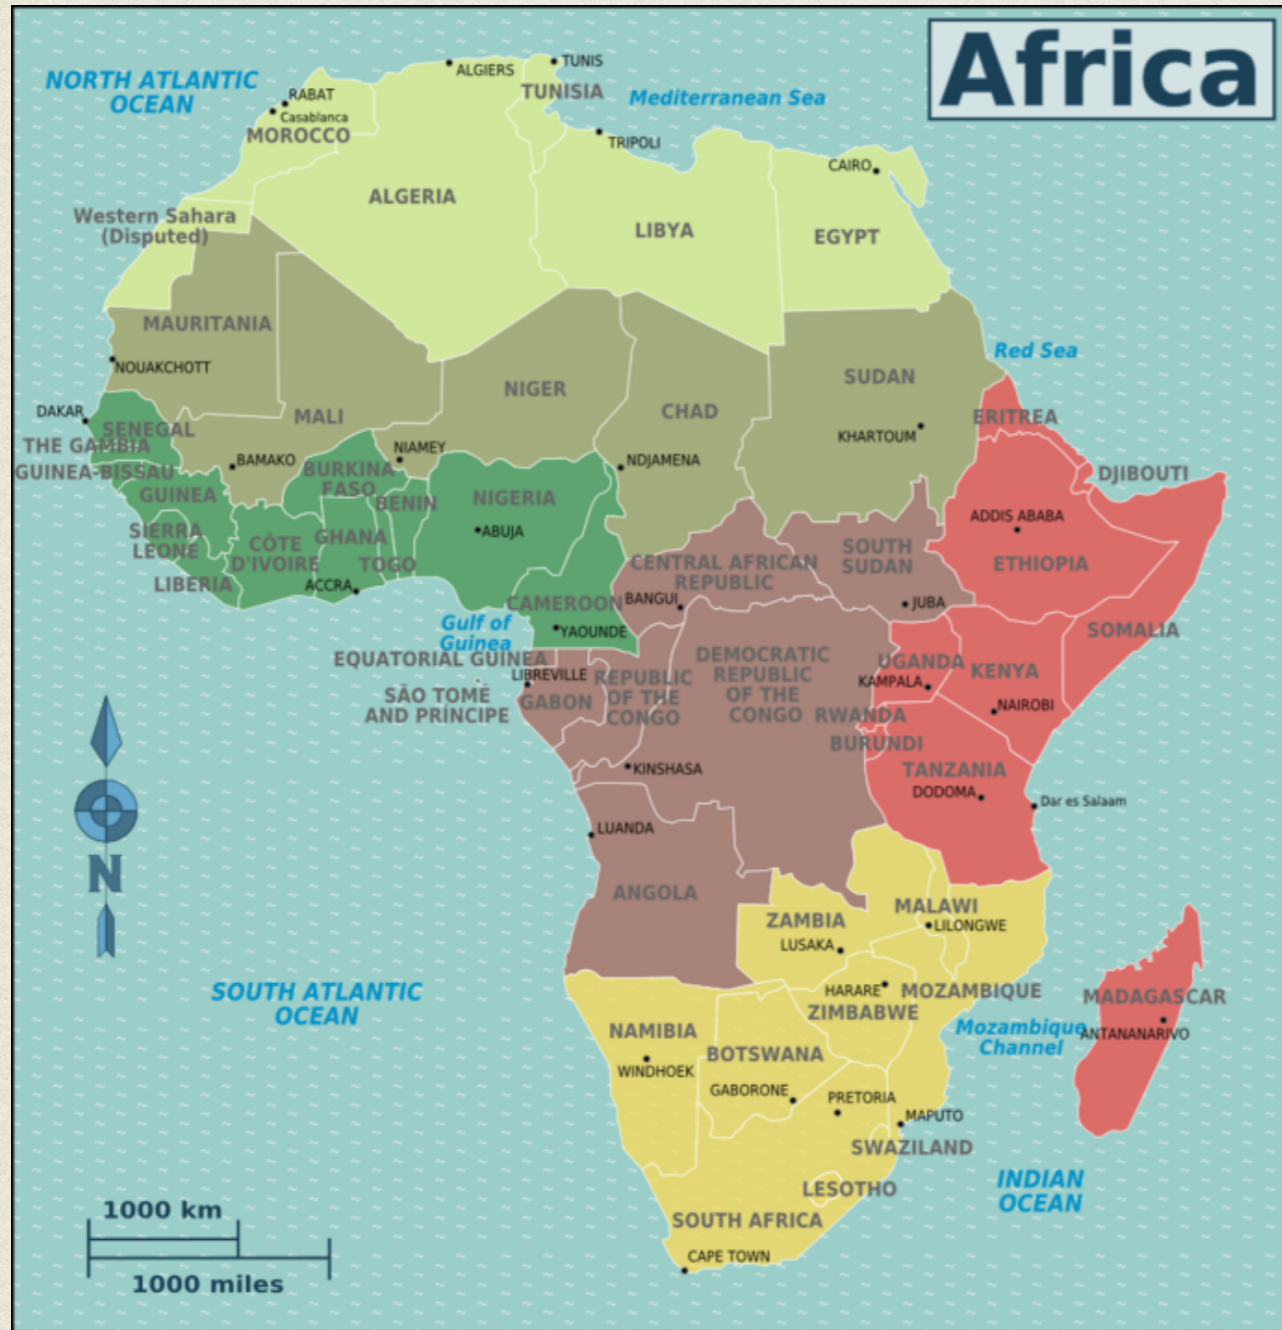 Africa
NORTH ATLANTIC
OCEAN
RABAT
Casablanca
MOROCCO
ALGIERS
TUNIS
TUNISIA
Mediterranean Sea
TRIPOLI
CAIRO
ALGERIA
LIBYA
EGYPT
Western Sahara
(Disputed)
MAURITANIA
NOUAKCHOTT
MALI
NIGER
CHAD
SUDAN
KHARTOUM
Red Sea
ERITREA
DJIBOUTI
DAKAR
SENEGAL
THE GAMBIA
GUINEA-BISSAU
GUINEA
SIERRA
LEONE
LIBERIA
BAMAKO
BURKINA
FASO
NIAMEY
BENIN
NIGERIA
ABUJA
NDJAMENA
CÔTE
D'IVOIRE
GHANA
TOGO
ACCRA
CAMEROON
YAOUNDE
Gulf of
Guinea
CENTRAL AFRICAN
REPUBLIC
BANGUI
SOUTH
SUDAN
JUBA
ADDIS ABABA
ETHIOPIA
SOMALIA
EQUATORIAL GUINEA
SÃO TOMÉ
AND PRÍNCIPE
LIBREVILLE
GABON
REPUBLIC
OF THE
CONGO
DEMOCRATIC
REPUBLIC
OF THE
CONGO
UGANDA
KAMPALA
KENYA
NAIROBI
RWANDA
BURUNDI
TANZANIA
DODOMA
Dar es Salaam
KINSHASA
LUANDA
ANGOLA
ZAMBIA
LUSAKA
MALAWI
LILONGWE
HARARE
ZIMBABWE
MOZAMBIQUE
Mozambique
Channel
MADAGASCAR
ANTANANARIVO
N
SOUTH ATLANTIC
OCEAN
NAMIBIA
WINDHOEK
BOTSWANA
GABORONE
PRETORIA
MAPUTO
SWAZILAND
LESOTHO
SOUTH AFRICA
CAPE TOWN
INDIAN
OCEAN
1000 km
1000 miles